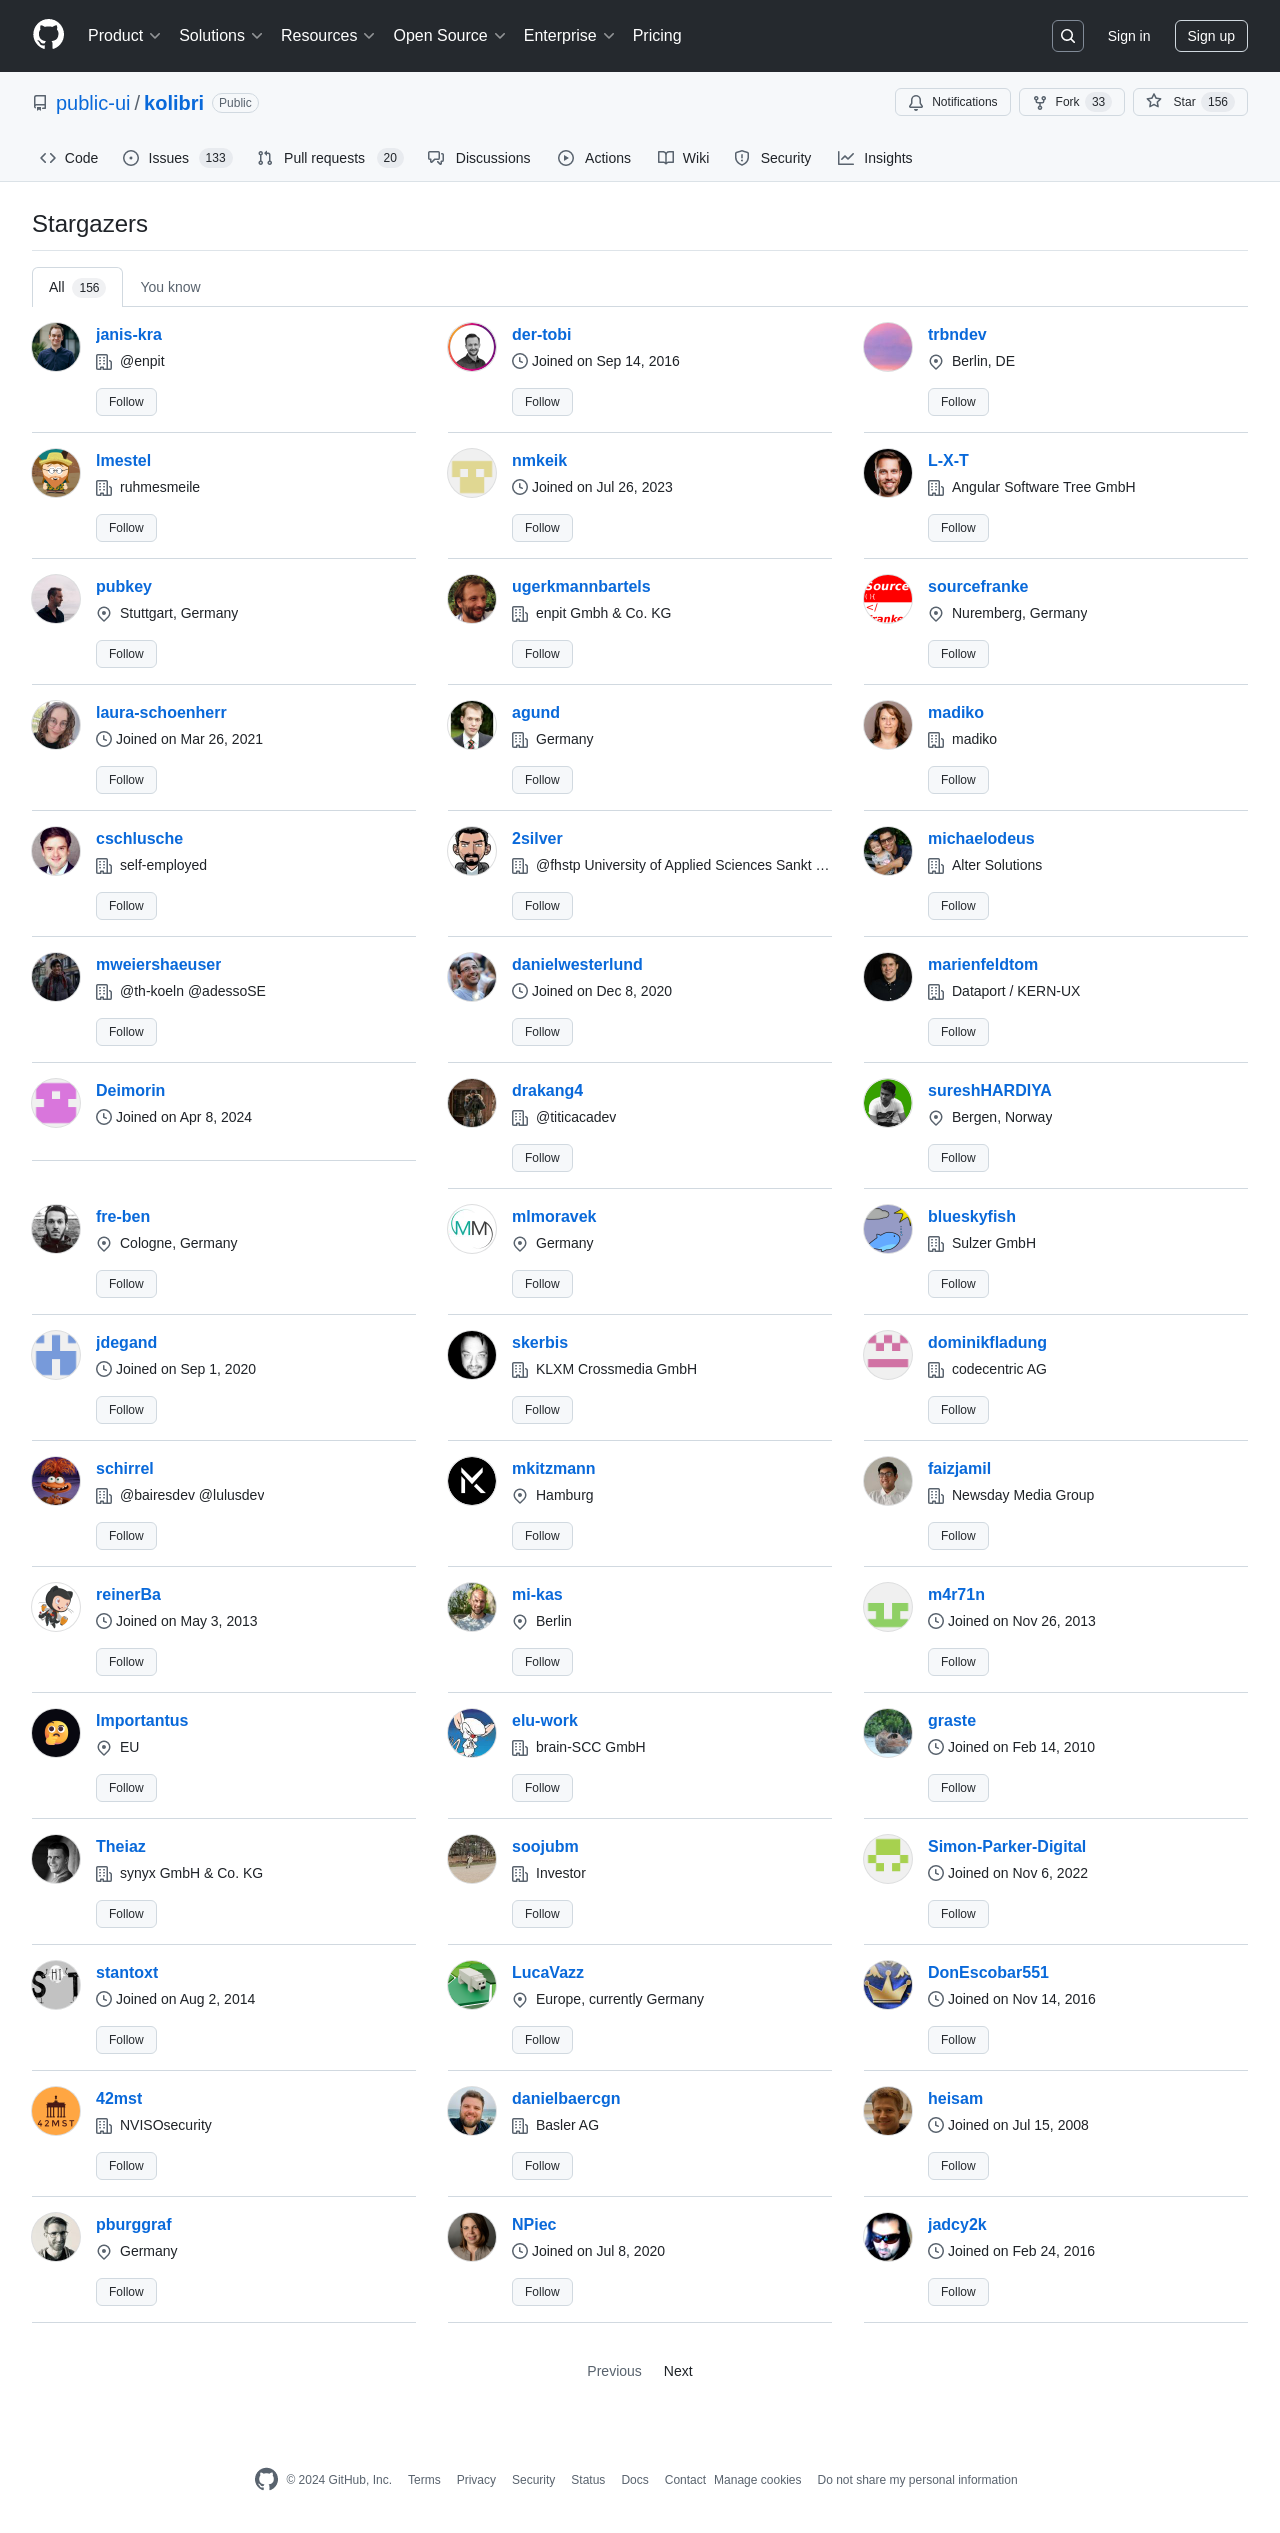 Product Solutions Resources Open Source Enterprise Pricing Sign in Sign up
public-ui / kolibri Public Notifications Fork 33 Star 156
Code Issues 133 Pull requests 20 Discussions Actions Wiki Security Insights
Stargazers
All 156 You know
janis-kra der-tobi trbndev
@enpit Joined on Sep 14, 2016 Berlin, DE
Follow Follow Follow
lmestel nmkeik L-X-T
ruhmesmeile Joined on Jul 26, 2023 Angular Software Tree GmbH
Follow Follow Follow
pubkey ugerkmannbartels sourcefranke
Stuttgart, Germany enpit Gmbh & Co. KG Nuremberg, Germany
Follow Follow Follow
laura-schoenherr agund madiko
Joined on Mar 26, 2021 Germany madiko
Follow Follow Follow
cschlusche 2silver michaelodeus
self-employed @fhstp University of Applied Sciences Sankt … Alter Solutions
Follow Follow Follow
mweiershaeuser danielwesterlund marienfeldtom
@th-koeln @adessoSE Joined on Dec 8, 2020 Dataport / KERN-UX
Follow Follow Follow
Deimorin drakang4 sureshHARDIYA
Joined on Apr 8, 2024 @titicacadev Bergen, Norway
Follow Follow
fre-ben mlmoravek blueskyfish
Cologne, Germany Germany Sulzer GmbH
Follow Follow Follow
jdegand skerbis dominikfladung
Joined on Sep 1, 2020 KLXM Crossmedia GmbH codecentric AG
Follow Follow Follow
schirrel mkitzmann faizjamil
@bairesdev @lulusdev Hamburg Newsday Media Group
Follow Follow Follow
reinerBa mi-kas m4r71n
Joined on May 3, 2013 Berlin Joined on Nov 26, 2013
Follow Follow Follow
Importantus elu-work graste
EU brain-SCC GmbH Joined on Feb 14, 2010
Follow Follow Follow
Theiaz soojubm Simon-Parker-Digital
synyx GmbH & Co. KG Investor Joined on Nov 6, 2022
Follow Follow Follow
stantoxt LucaVazz DonEscobar551
Joined on Aug 2, 2014 Europe, currently Germany Joined on Nov 14, 2016
Follow Follow Follow
42mst danielbaercgn heisam
NVISOsecurity Basler AG Joined on Jul 15, 2008
Follow Follow Follow
pburggraf NPiec jadcy2k
Germany Joined on Jul 8, 2020 Joined on Feb 24, 2016
Follow Follow Follow
Previous Next
© 2024 GitHub, Inc. Terms Privacy Security Status Docs Contact Manage cookies Do not share my personal information